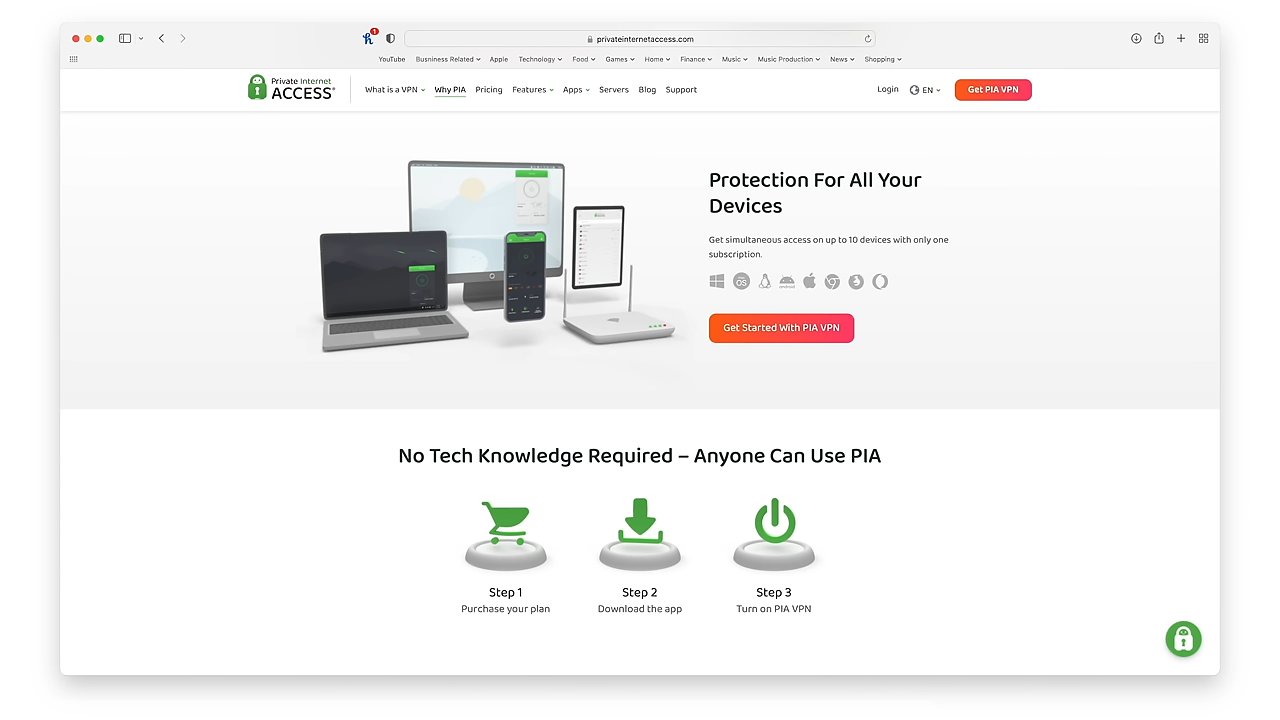 1
privateinternetaccess.com
YouTube Busniness Related Apple Technology Food Games Home Finance Music Music Production News Shopping
Private Internet
ACCESS®
What is a VPN Why PIA Pricing Features Apps Servers Blog Support Login EN Get PIA VPN
Protection For All Your
Devices
Get simultaneous access on up to 10 devices with only one
subscription.
OS
android
Get Started With PIA VPN
No Tech Knowledge Required – Anyone Can Use PIA
Step 1 Step 2 Step 3
Purchase your plan Download the app Turn on PIA VPN